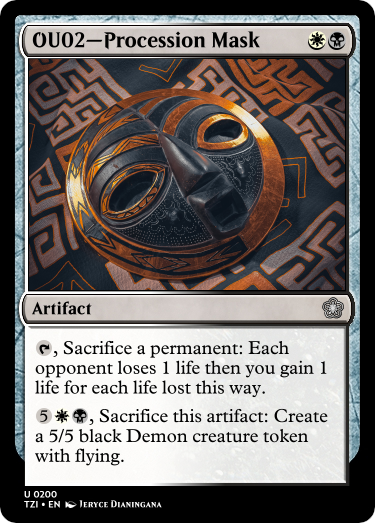 OU02—Procession Mask
Artifact
, Sacrifice a permanent: Each
opponent loses 1 life then you gain 1
life for each life lost this way.
5, Sacrifice this artifact: Create
a 5/5 black Demon creature token
with flying.
U 0200
TZI • EN Jeryce Dianingana